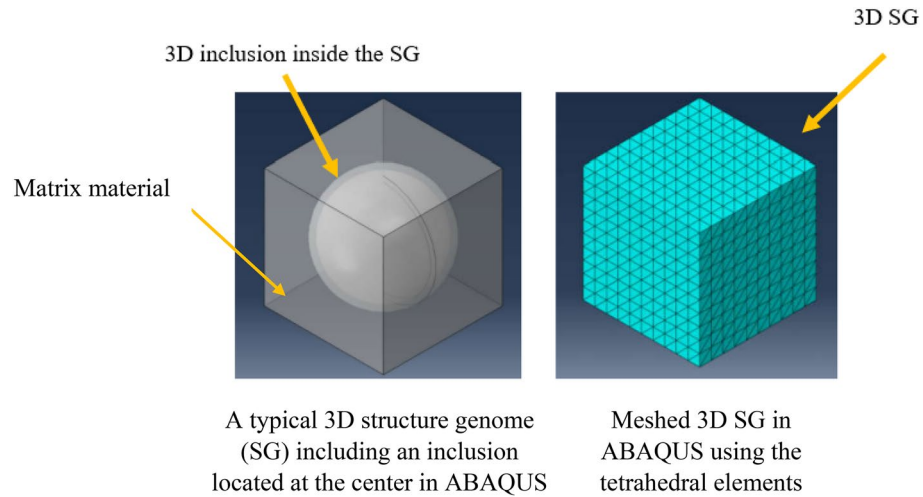 3D SG
3D inclusion inside the SG
Matrix material
A typical 3D structure genome
(SG) including an inclusion
located at the center in ABAQUS
Meshed 3D SG in
ABAQUS using the
tetrahedral elements